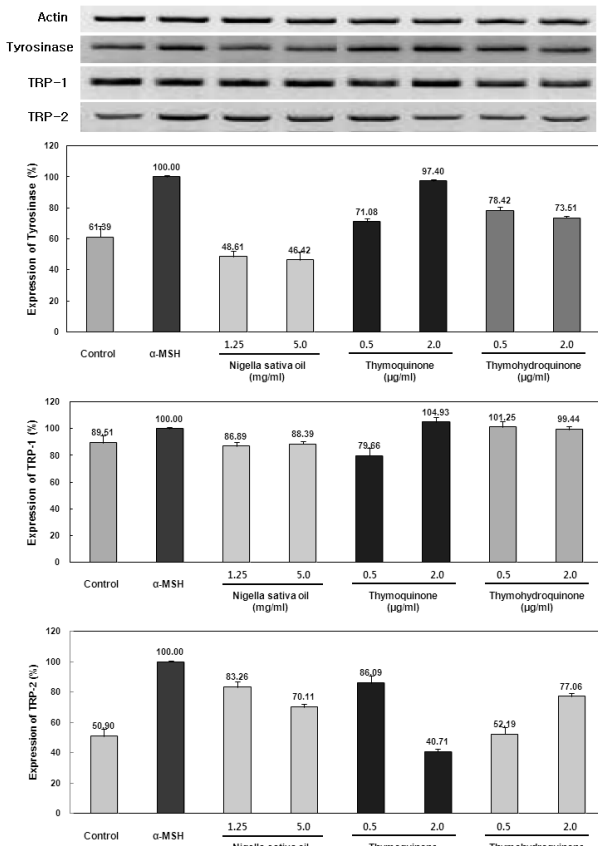 Actin
Tyrosinase
TRP-1
TRP-2
Expression of Tyrosinase (%)
120
100
80
60
40
20
0
61.39
100.00
48.61
46.42
71.08
97.40
78.42
73.51
Control
α-MSH
1.25
5.0
0.5
2.0
0.5
2.0
Nigella sativa oil
(mg/ml)
Thymoquinone
(μg/ml)
Thymohydroquinone
(μg/ml)
Expression of TRP-1 (%)
120
100
80
60
40
20
0
89.51
100.00
86.89
88.39
79.66
104.93
101.25
99.44
Control
α-MSH
1.25
5.0
0.5
2.0
0.5
2.0
Nigella sativa oil
(mg/ml)
Thymoquinone
(μg/ml)
Thymohydroquinone
(μg/ml)
Expression of TRP-2 (%)
120
100
80
60
40
20
0
50.90
100.00
83.26
70.11
86.09
40.71
52.19
77.06
Control
α-MSH
1.25
5.0
0.5
2.0
0.5
2.0
Nigella sativa oil
Thymoquinone
Thymohydroquinone